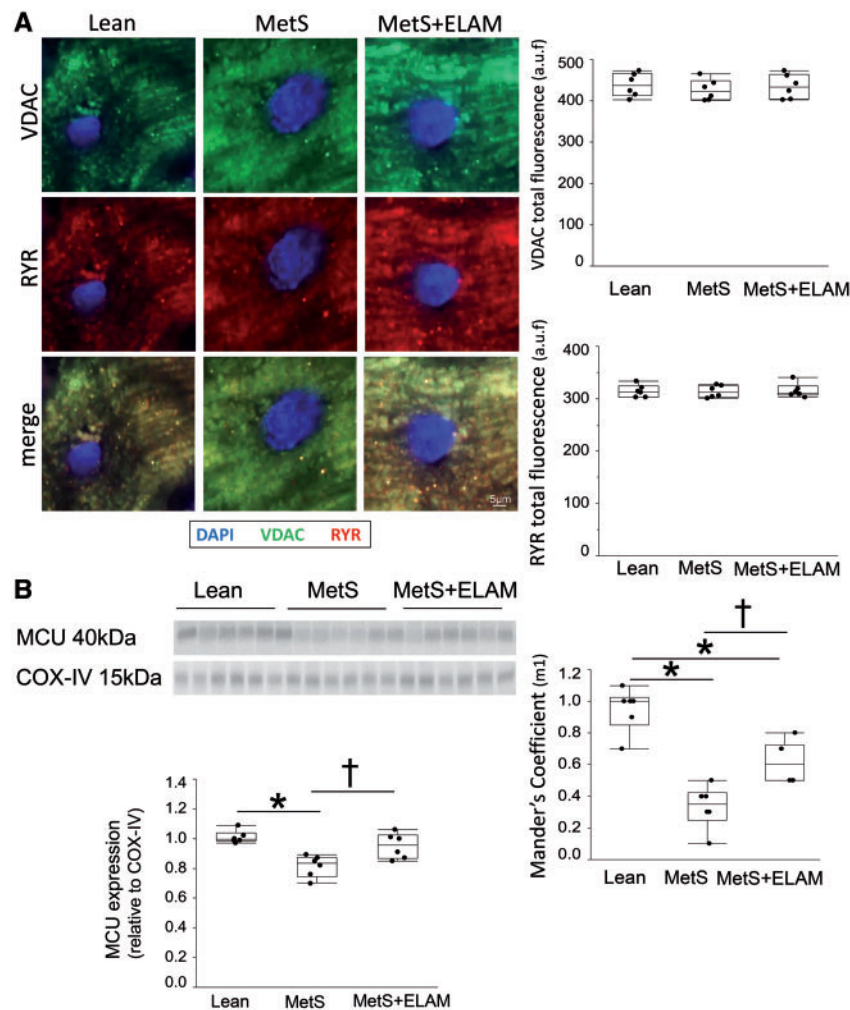 A
Lean
MetS
MetS+ELAM
VDAC
RYR
merge
5μm
DAPI VDAC RYR
VDAC total fluorescence (a.u.f)
500
400
300
200
100
0
Lean
MetS
MetS+ELAM
RYR total fluorescence (a.u.f)
400
300
200
100
0
Lean
MetS
MetS+ELAM
B
Lean
MetS
MetS+ELAM
MCU 40kDa
COX-IV 15kDa
MCU expression
(relative to COX-IV)
1.4
1.2
1.0
0.8
0.6
0.4
0.2
0.0
*
†
Lean
MetS
MetS+ELAM
Mander's Coefficient (m1)
1.2
1.0
0.8
0.6
0.4
0.2
0.0
†
*
*
Lean
MetS
MetS+ELAM